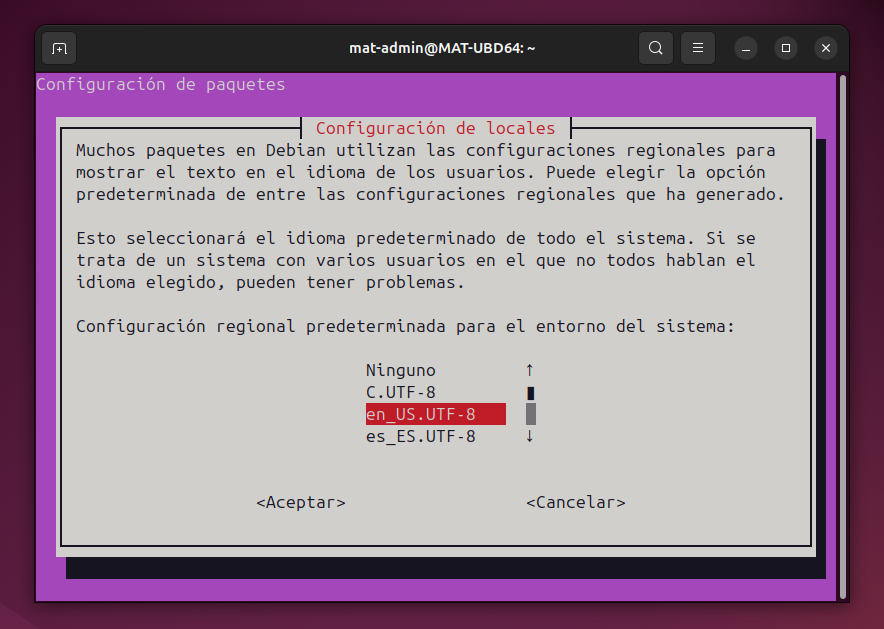 mat-admin@MAT-UBD64: ~
Configuración de paquetes
Configuración de locales
Muchos paquetes en Debian utilizan las configuraciones regionales para
mostrar el texto en el idioma de los usuarios. Puede elegir la opción
predeterminada de entre las configuraciones regionales que ha generado.
Esto seleccionará el idioma predeterminado de todo el sistema. Si se
trata de un sistema con varios usuarios en el que no todos hablan el
idioma elegido, pueden tener problemas.
Configuración regional predeterminada para el entorno del sistema:
Ninguno
C.UTF-8
en_US.UTF-8
es_ES.UTF-8
<Aceptar> <Cancelar>